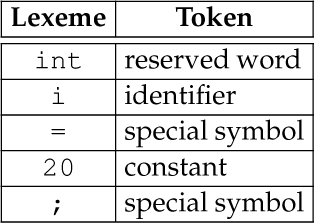 Lexeme Token
int reserved word
i identifier
= special symbol
20 constant
; special symbol